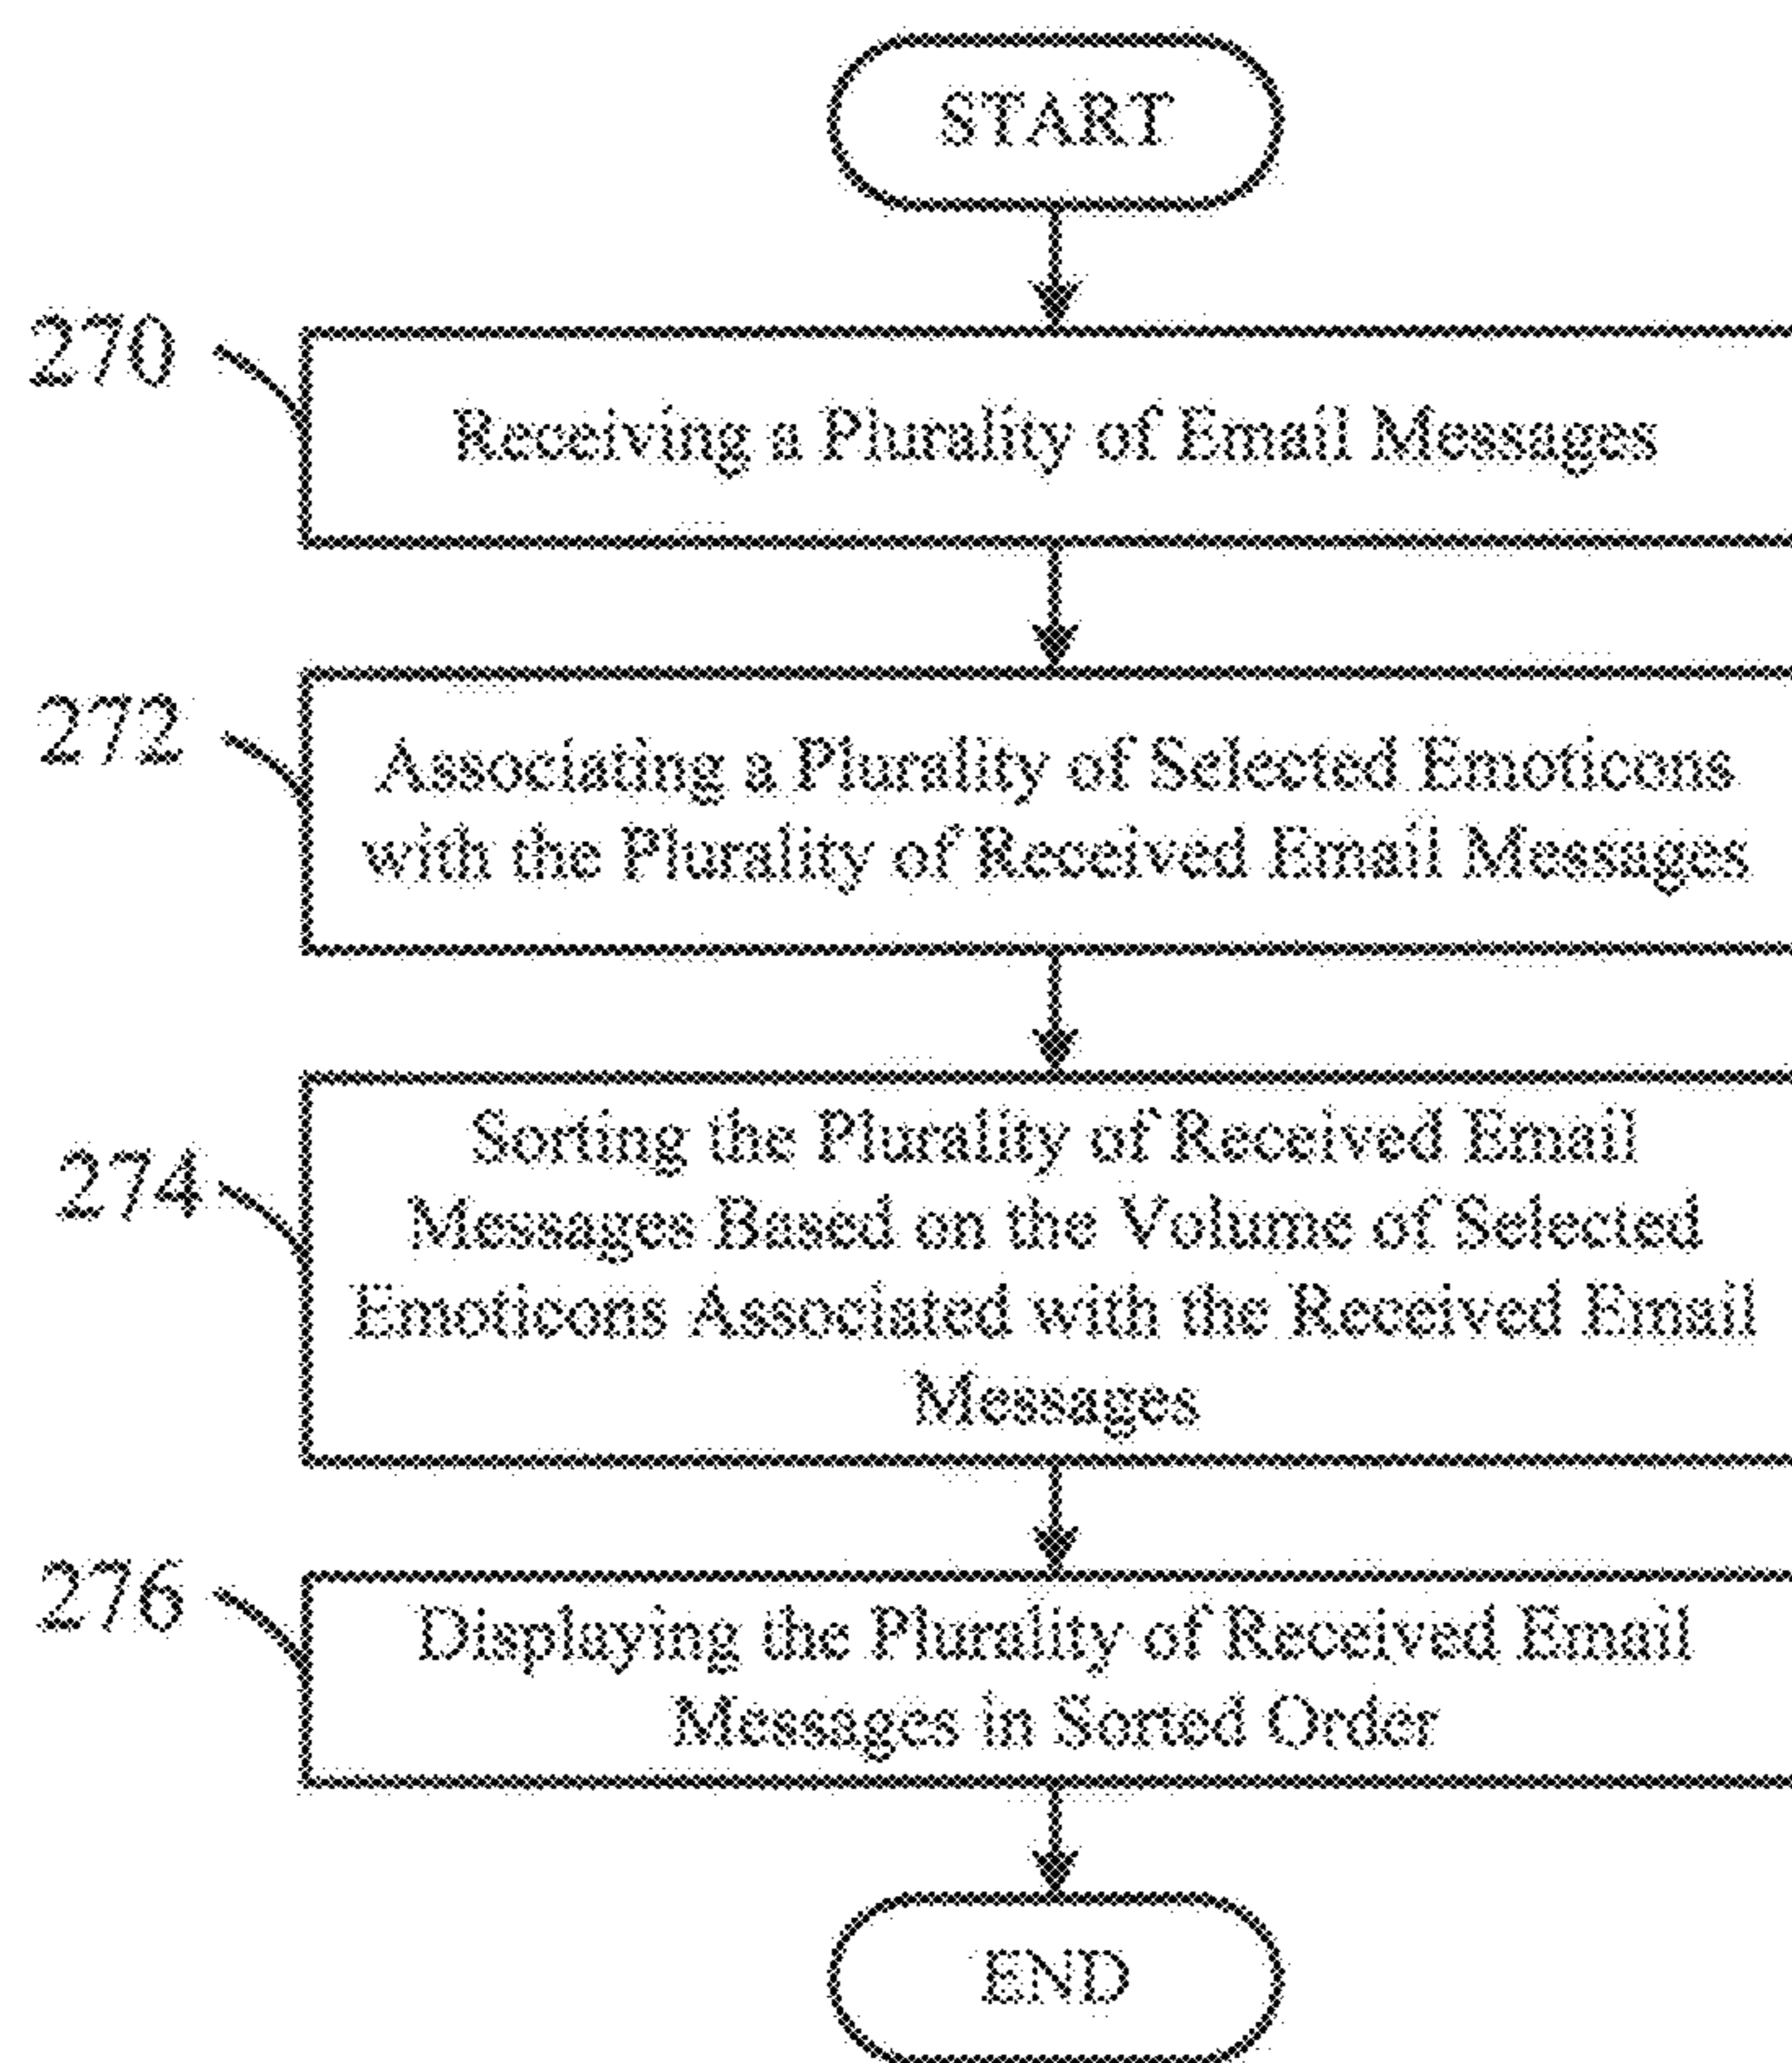 START
270
Receiving a Plurality of Email Messages
272
Associating a Plurality of Selected Emoticons
with the Plurality of Received Email Messages
274
Sorting the Plurality of Received Email
Messages Based on the Volume of Selected
Emoticons Associated with the Received Email
Messages
276
Displaying the Plurality of Received Email
Messages in Sorted Order
END